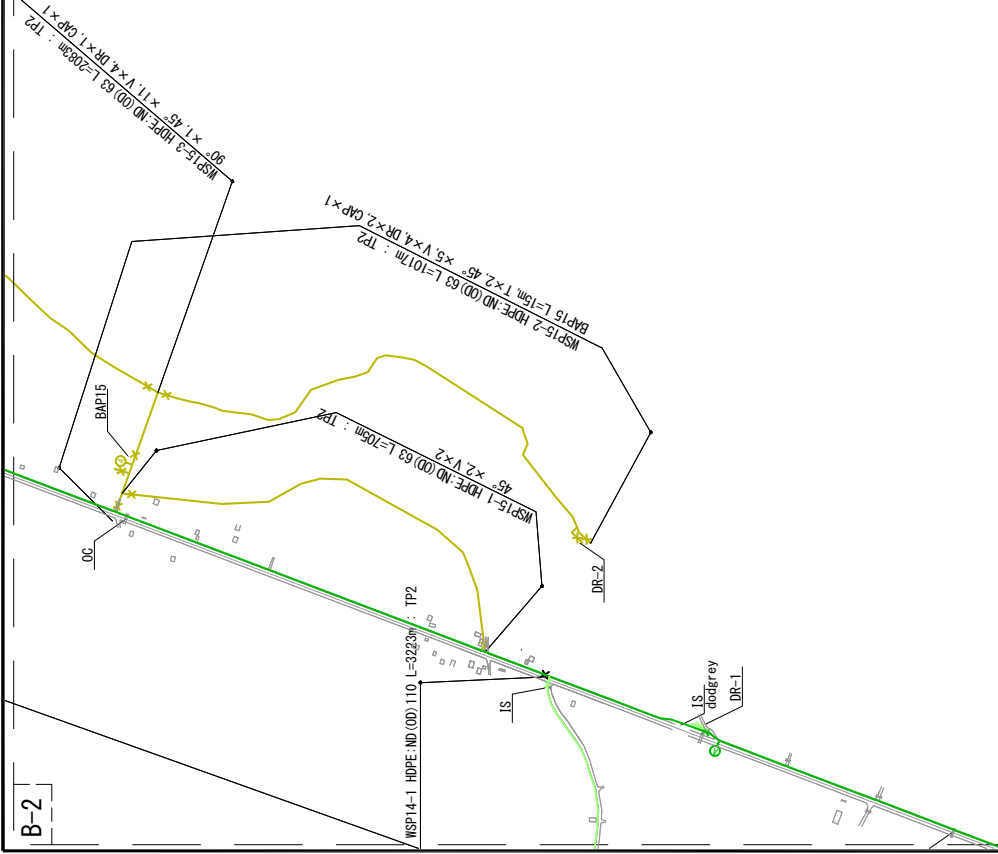 WSP15-3 HDPE:ND(OD)63 L=2083m : TP2
90° ×1, 45° ×11, V×4, DR×1, CAP×1
WSP15-2 HDPE:ND(OD)63 L=1017m : TP2
BAP15 L=15m, T×2, 45° ×5, V×4, DR×2, CAP×1
BAP15
WSP15-1 HDPE:ND(OD)63 L=705m : TP2
45° ×2, V×2
OC
DR-2
WSP14-1 HDPE:ND(OD)110 L=3223m : TP2
IS
IS
dodgrey
DR-1
B-2